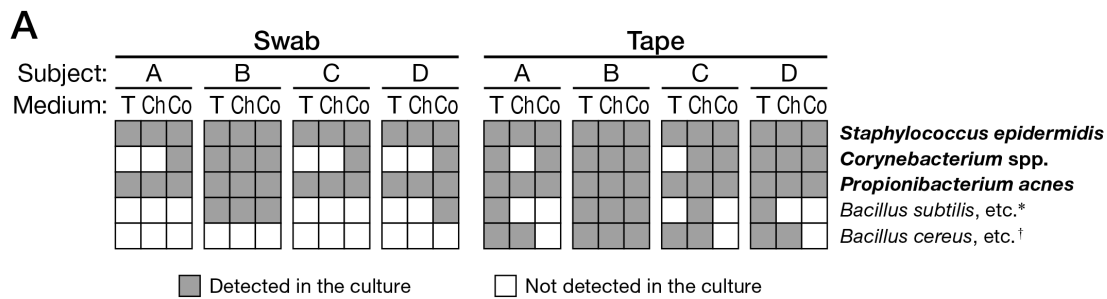 A
Swab Tape
Subject: A B C D A B C D
Medium: T Ch Co T Ch Co T Ch Co T Ch Co T Ch Co T Ch Co T Ch Co T Ch Co
Staphylococcus epidermidis
Corynebacterium spp.
Propionibacterium acnes
Bacillus subtilis, etc.*
Bacillus cereus, etc.†
Detected in the culture Not detected in the culture